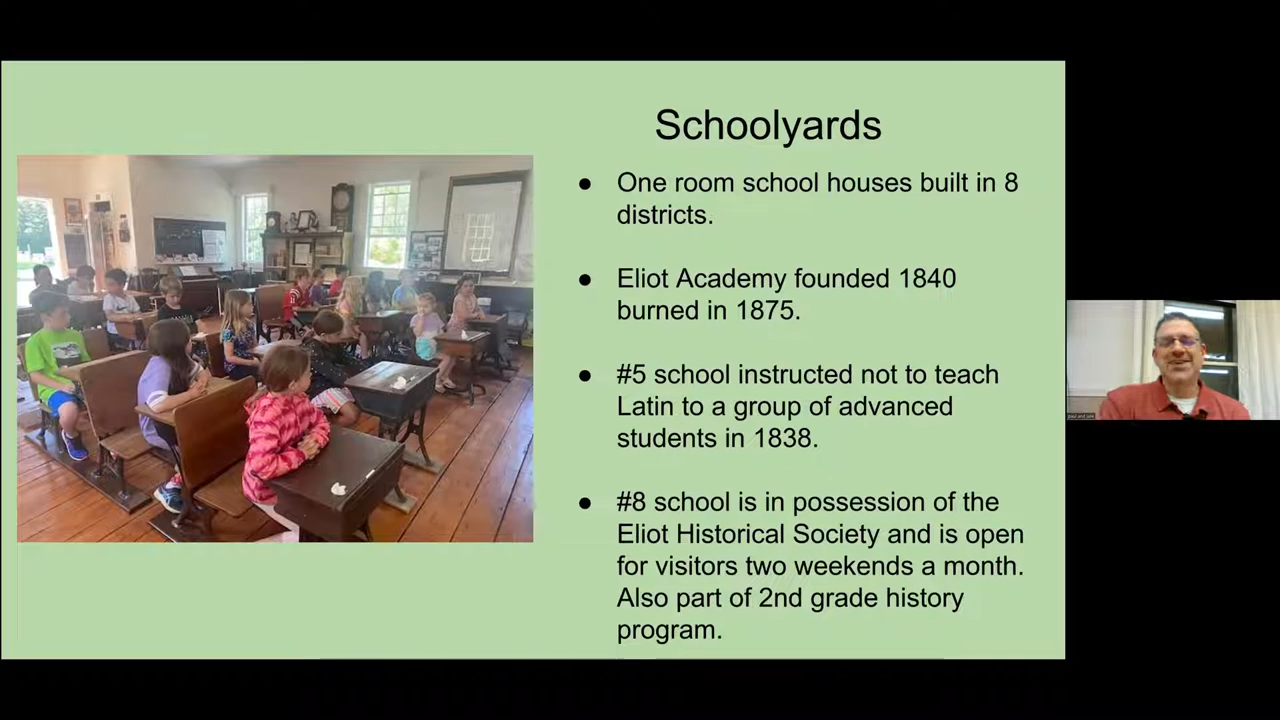 Schoolyards
● One room school houses built in 8
districts.
● Eliot Academy founded 1840
burned in 1875.
● #5 school instructed not to teach
Latin to a group of advanced
students in 1838.
● #8 school is in possession of the
Eliot Historical Society and is open
for visitors two weekends a month.
Also part of 2nd grade history
program.